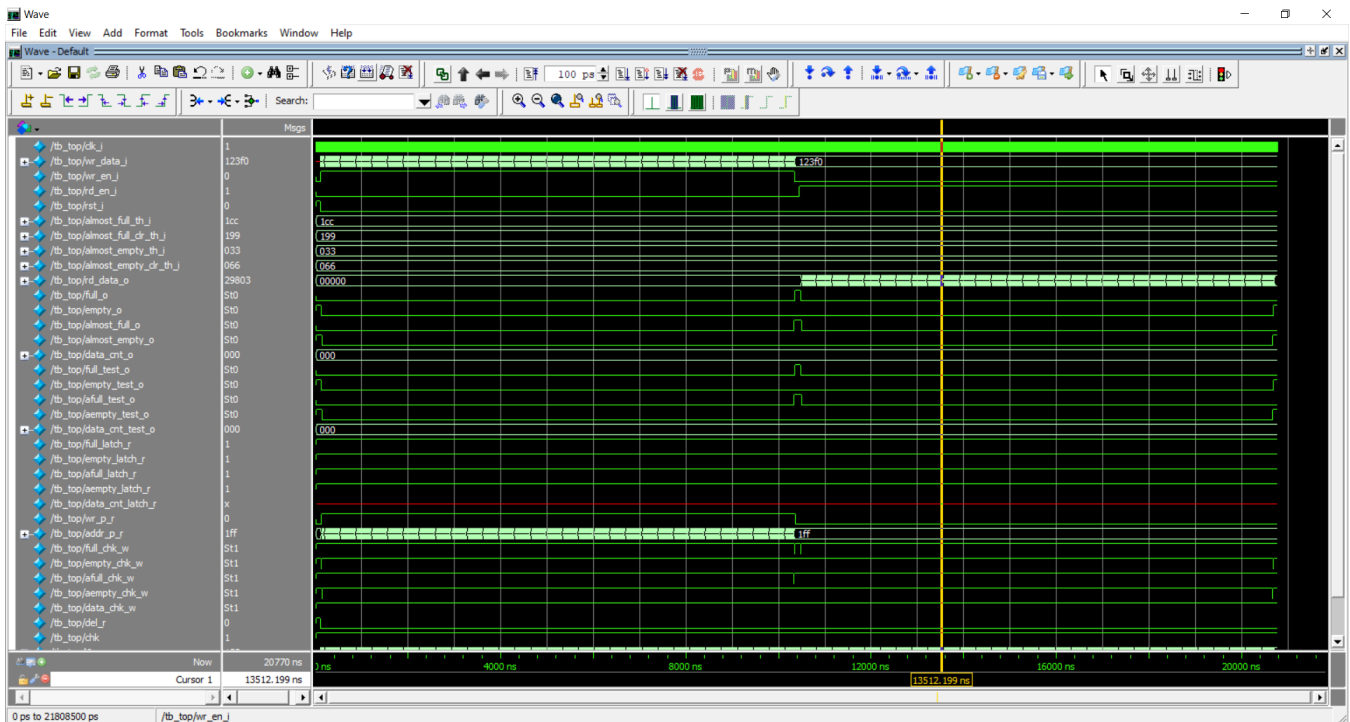 Wave
File Edit View Add Format Tools Bookmarks Window Help
Wave - Default
100 ps
Search:
Msgs
/tb_top/clk_i 1
/tb_top/wr_data_i 123f0 123f0
/tb_top/wr_en_i 0
/tb_top/rd_en_i 1
/tb_top/rst_i 0
/tb_top/almost_full_th_i 1cc 1cc
/tb_top/almost_full_clr_th_i 199 199
/tb_top/almost_empty_th_i 033 033
/tb_top/almost_empty_clr_th_i 066 066
/tb_top/rd_data_o 29803 00000
/tb_top/full_o St0
/tb_top/empty_o St0
/tb_top/almost_full_o St0
/tb_top/almost_empty_o St0
/tb_top/data_cnt_o 000 000
/tb_top/full_test_o St0
/tb_top/empty_test_o St0
/tb_top/afull_test_o St0
/tb_top/aempty_test_o St0
/tb_top/data_cnt_test_o 000 000
/tb_top/full_latch_r 1
/tb_top/empty_latch_r 1
/tb_top/afull_latch_r 1
/tb_top/aempty_latch_r 1
/tb_top/data_cnt_latch_r x
/tb_top/wr_p_r 0
/tb_top/addr_p_r 1ff 1ff
/tb_top/full_chk_w St1
/tb_top/empty_chk_w St1
/tb_top/afull_chk_w St1
/tb_top/aempty_chk_w St1
/tb_top/data_chk_w St1
/tb_top/del_r 0
/tb_top/chk 1
Now 20770 ns ns 4000 ns 8000 ns 12000 ns 16000 ns 20000 ns
Cursor 1 13512.199 ns 13512.199 ns
0 ps to 21808500 ps /tb_top/wr_en_i